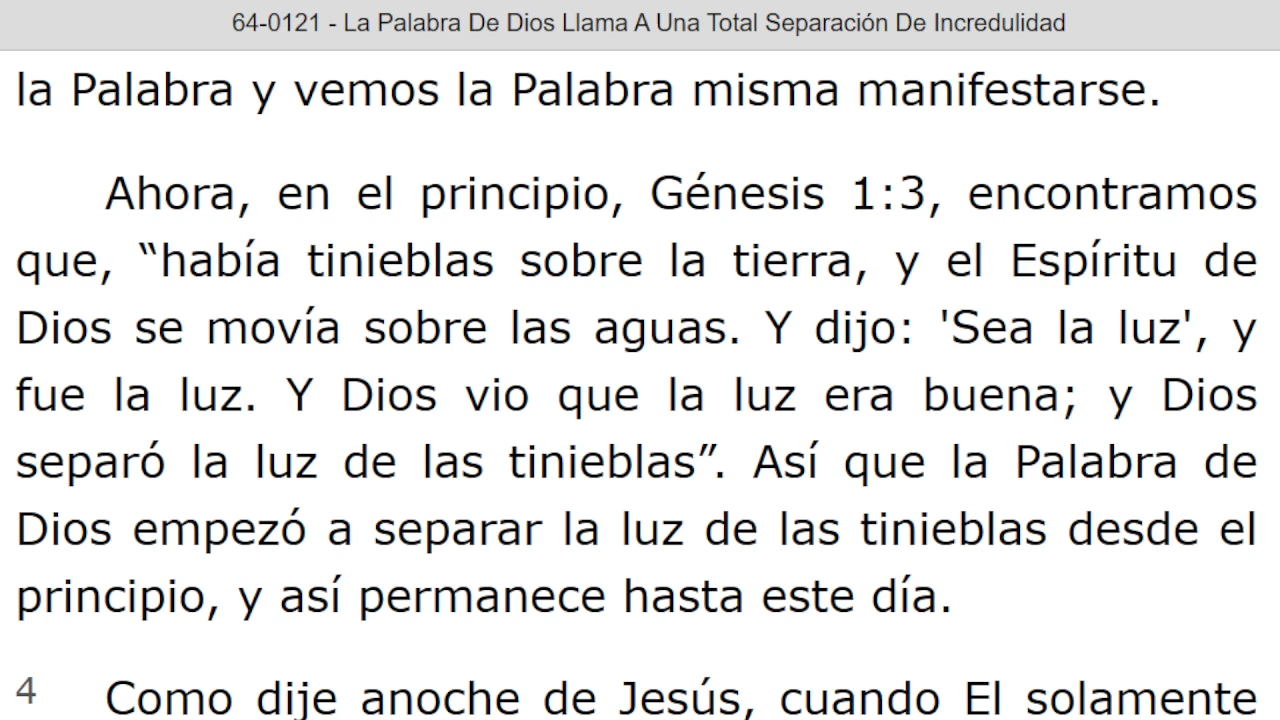 64-0121 - La Palabra De Dios Llama A Una Total Separación De Incredulidad
la Palabra y vemos la Palabra misma manifestarse.
Ahora, en el principio, Génesis 1:3, encontramos
que, “había tinieblas sobre la tierra, y el Espíritu de
Dios se movía sobre las aguas. Y dijo: 'Sea la luz', y
fue la luz. Y Dios vio que la luz era buena; y Dios
separó la luz de las tinieblas”. Así que la Palabra de
Dios empezó a separar la luz de las tinieblas desde el
principio, y así permanece hasta este día.
4 Como dije anoche de Jesús, cuando El solamente